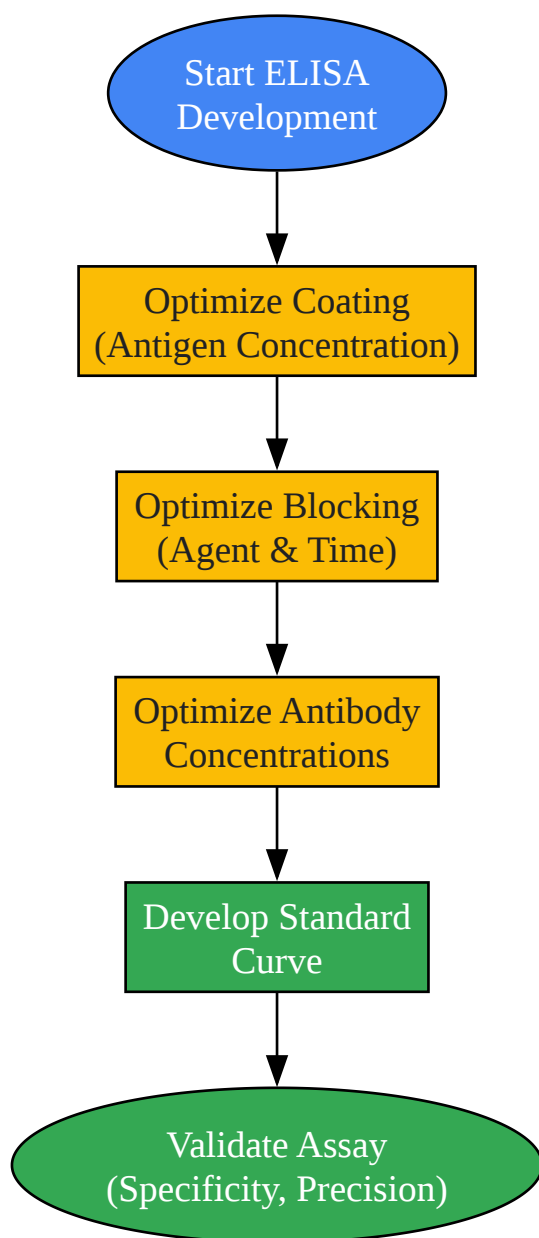 Start ELISA
Development
Optimize Coating
(Antigen Concentration)
Optimize Blocking
(Agent & Time)
Optimize Antibody
Concentrations
Develop Standard
Curve
Validate Assay
(Specificity, Precision)